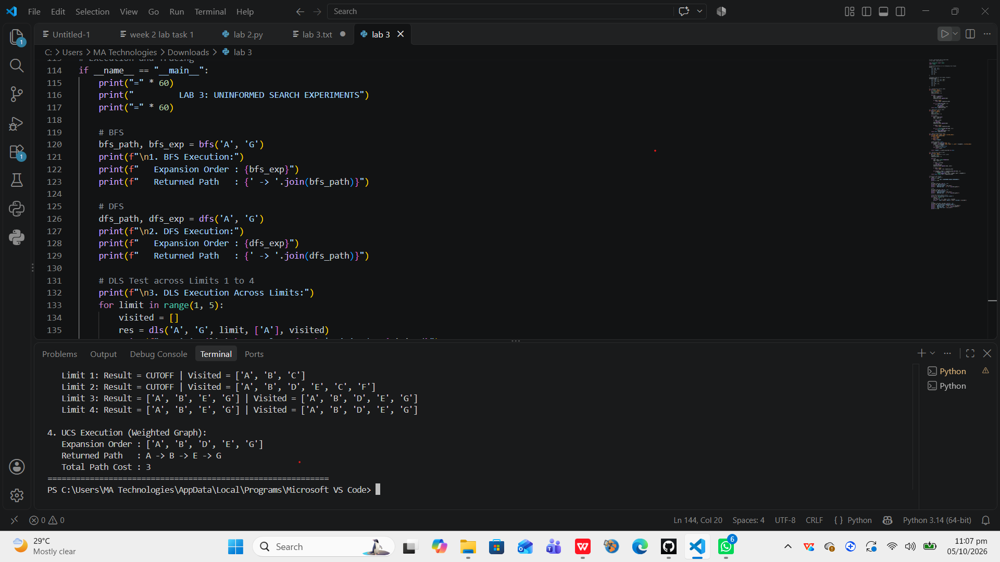 File Edit Selection View Go Run Terminal Help
Search
Untitled-1 week 2 lab task 1 lab 2.py lab 3.txt lab 3
C: > Users > MA Technologies > Downloads > lab 3
# Execution and Tracing
114 if __name__ == "__main__":
115 print("=" * 60)
116 print("         LAB 3: UNINFORMED SEARCH EXPERIMENTS")
117 print("=" * 60)
118
119 # BFS
120 bfs_path, bfs_exp = bfs('A', 'G')
121 print(f"\n1. BFS Execution:")
122 print(f"   Expansion Order : {bfs_exp}")
123 print(f"   Returned Path   : {' -> '.join(bfs_path)}")
124
125 # DFS
126 dfs_path, dfs_exp = dfs('A', 'G')
127 print(f"\n2. DFS Execution:")
128 print(f"   Expansion Order : {dfs_exp}")
129 print(f"   Returned Path   : {' -> '.join(dfs_path)}")
130
131 # DLS Test across Limits 1 to 4
132 print(f"\n3. DLS Execution Across Limits:")
133 for limit in range(1, 5):
134 visited = []
135 res = dls('A', 'G', limit, ['A'], visited)
Problems Output Debug Console Terminal Ports
Limit 1: Result = CUTOFF | Visited = ['A', 'B', 'C']
Limit 2: Result = CUTOFF | Visited = ['A', 'B', 'D', 'E', 'C', 'F']
Limit 3: Result = ['A', 'B', 'E', 'G'] | Visited = ['A', 'B', 'D', 'E', 'G']
Limit 4: Result = ['A', 'B', 'E', 'G'] | Visited = ['A', 'B', 'D', 'E', 'G']
4. UCS Execution (Weighted Graph):
Expansion Order : ['A', 'B', 'D', 'E', 'G']
Returned Path   : A -> B -> E -> G
Total Path Cost : 3
============================================================
PS C:\Users\MA Technologies\AppData\Local\Programs\Microsoft VS Code>
Python
Python
1
1
0 0 Ln 144, Col 20 Spaces: 4 UTF-8 CRLF {} Python Python 3.14 (64-bit)
29°C
Mostly clear
Search
6
11:07 pm
05/10/2026